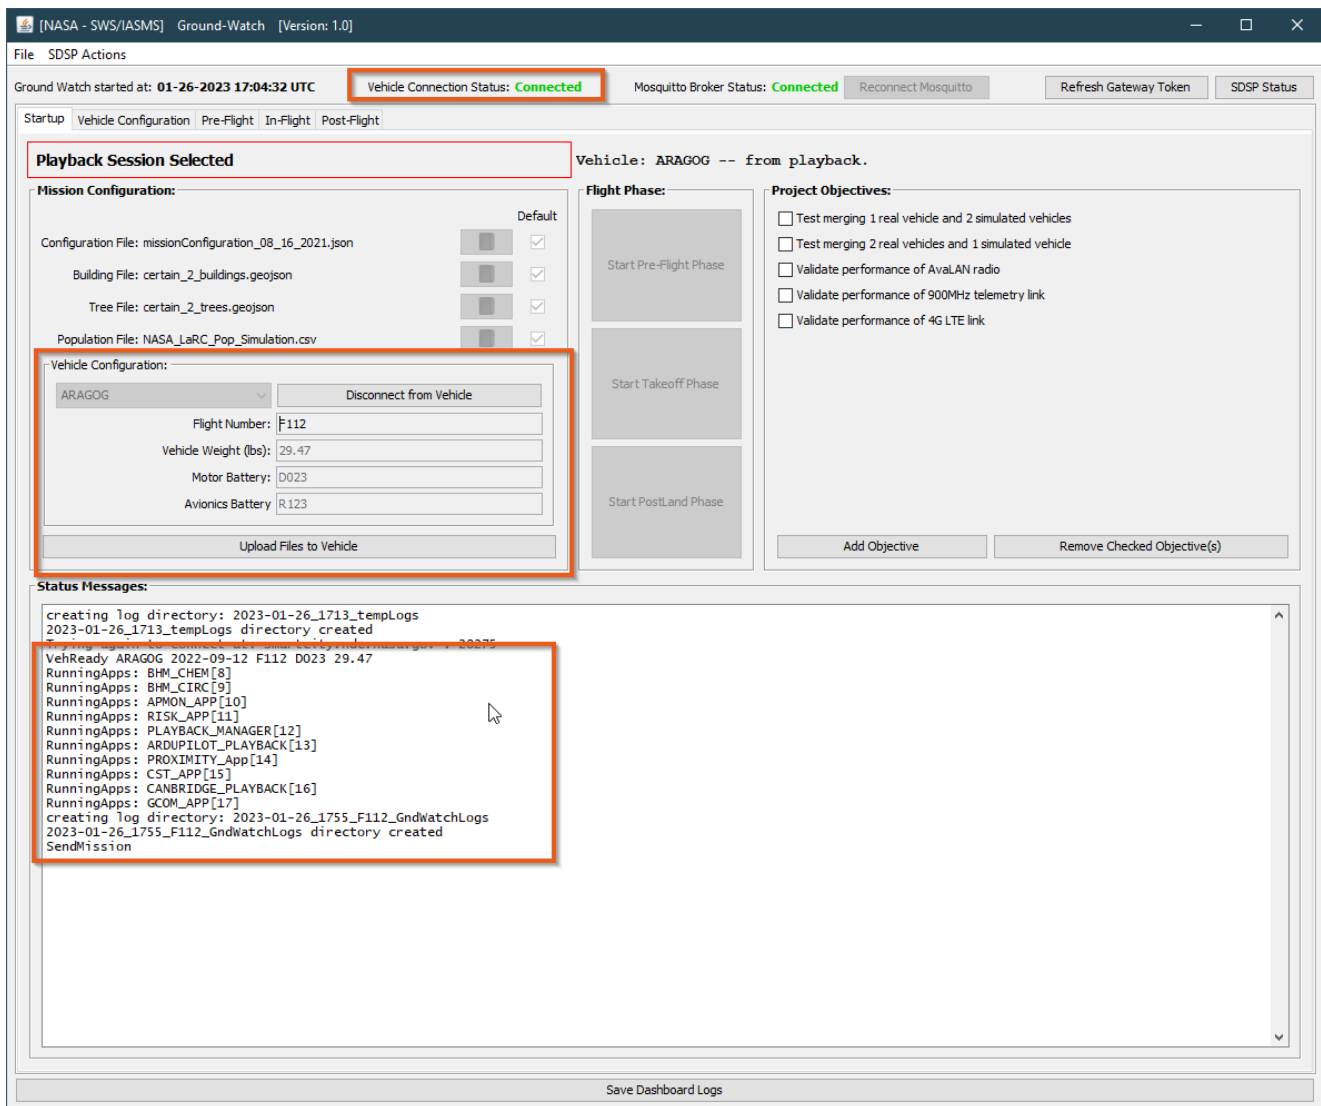 [NASA - SWS/IASMS] Ground-Watch [Version: 1.0]
File SDSP Actions
Ground Watch started at: 01-26-2023 17:04:32 UTC Vehicle Connection Status: Connected Mosquitto Broker Status: Connected Reconnect Mosquitto Refresh Gateway Token SDSP Status
Startup Vehicle Configuration Pre-Flight In-Flight Post-Flight
Playback Session Selected Vehicle: ARAGOG -- from playback.
Mission Configuration:
Default
Configuration File: missionConfiguration_08_16_2021.json
Building File: certain_2_buildings.geojson
Tree File: certain_2_trees.geojson
Population File: NASA_LaRC_Pop_Simulation.csv
Vehicle Configuration:
ARAGOG Disconnect from Vehicle
Flight Number: F112
Vehicle Weight (lbs): 29.47
Motor Battery: D023
Avionics Battery R123
Upload Files to Vehicle
Flight Phase:
Start Pre-Flight Phase
Start Takeoff Phase
Start PostLand Phase
Project Objectives:
Test merging 1 real vehicle and 2 simulated vehicles
Test merging 2 real vehicles and 1 simulated vehicle
Validate performance of AvaLAN radio
Validate performance of 900MHz telemetry link
Validate performance of 4G LTE link
Add Objective Remove Checked Objective(s)
Status Messages:
creating log directory: 2023-01-26_1713_tempLogs
2023-01-26_1713_tempLogs directory created
Trying again to connect at:
VehReady ARAGOG 2022-09-12 F112 D023 29.47
RunningApps: BHM_CHEM[8]
RunningApps: BHM_CIRC[9]
RunningApps: APMON_APP[10]
RunningApps: RISK_APP[11]
RunningApps: PLAYBACK_MANAGER[12]
RunningApps: ARDUPILOT_PLAYBACK[13]
RunningApps: PROXIMITY_App[14]
RunningApps: CST_APP[15]
RunningApps: CANBRIDGE_PLAYBACK[16]
RunningApps: GCOM_APP[17]
creating log directory: 2023-01-26_1755_F112_GndWatchLogs
2023-01-26_1755_F112_GndWatchLogs directory created
SendMission
Save Dashboard Logs